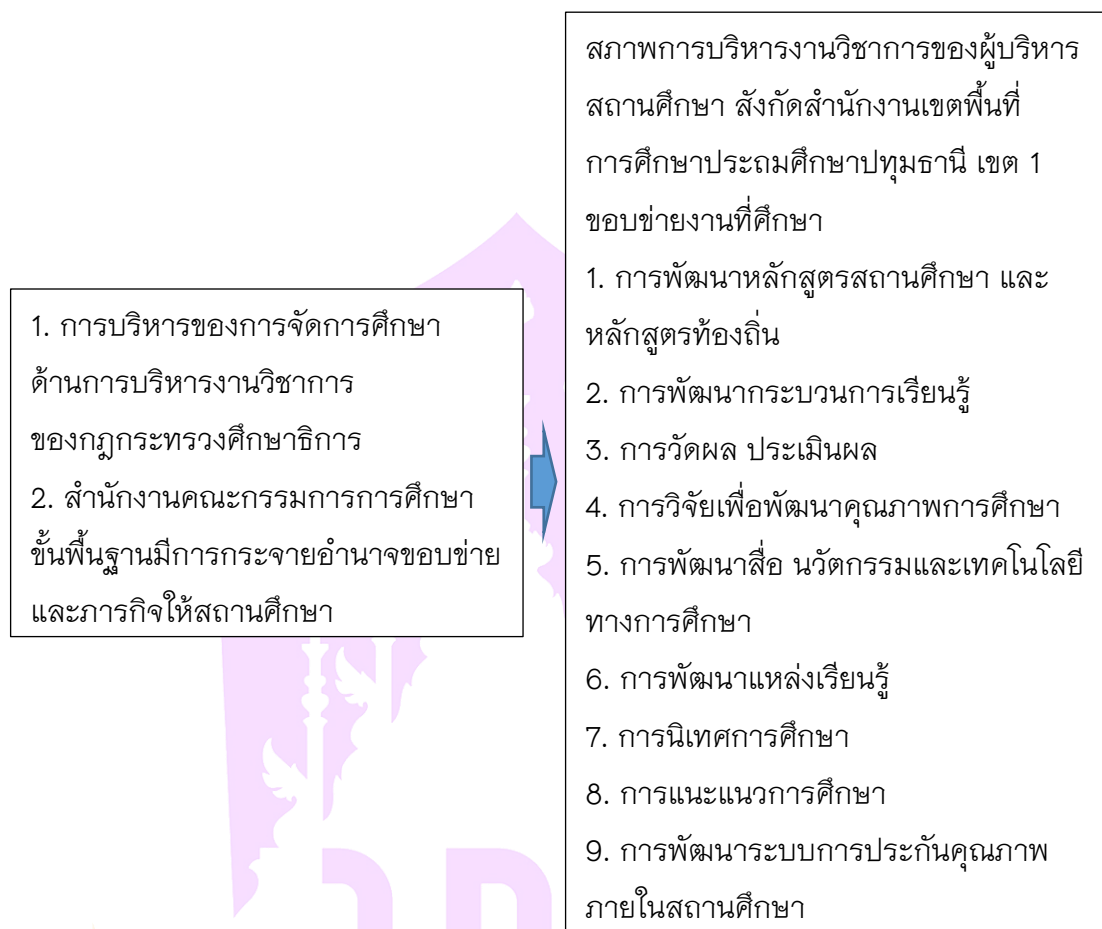 1. การบริหารของการจัดการศึกษา
ด้านการบริหารงานวิชาการ
ของกฎกระทรวงศึกษาธิการ
2. สำนักงานคณะกรรมการการศึกษา
ขั้นพื้นฐานมีการกระจายอำนาจขอบข่าย
และภารกิจให้สถานศึกษา
สภาพการบริหารงานวิชาการของผู้บริหาร
สถานศึกษา สังกัดสำนักงานเขตพื้นที่
การศึกษาประถมศึกษาปทุมธานี เขต 1
ขอบข่ายงานที่ศึกษา
1. การพัฒนาหลักสูตรสถานศึกษา และ
หลักสูตรท้องถิ่น
2. การพัฒนากระบวนการเรียนรู้
3. การวัดผล ประเมินผล
4. การวิจัยเพื่อพัฒนาคุณภาพการศึกษา
5. การพัฒนาสื่อ นวัตกรรมและเทคโนโลยี
ทางการศึกษา
6. การพัฒนาแหล่งเรียนรู้
7. การนิเทศการศึกษา
8. การแนะแนวการศึกษา
9. การพัฒนาระบบการประกันคุณภาพ
ภายในสถานศึกษา